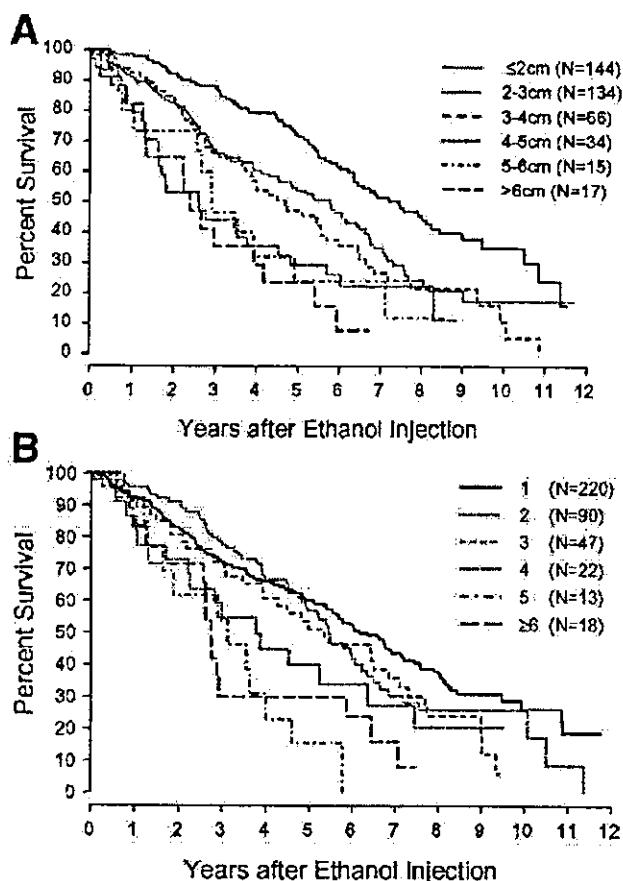 A
Percent Survival
100
90
80
70
60
50
40
30
20
10
0
≤2cm (N=144)
2-3cm (N=134)
3-4cm (N=66)
4-5cm (N=34)
5-6cm (N=15)
>6cm (N=17)
0 1 2 3 4 5 6 7 8 9 10 11 12
Years after Ethanol Injection
B
Percent Survival
100
90
80
70
60
50
40
30
20
10
0
1 (N=220)
2 (N=90)
3 (N=47)
4 (N=22)
5 (N=13)
≥6 (N=18)
0 1 2 3 4 5 6 7 8 9 10 11 12
Years after Ethanol Injection